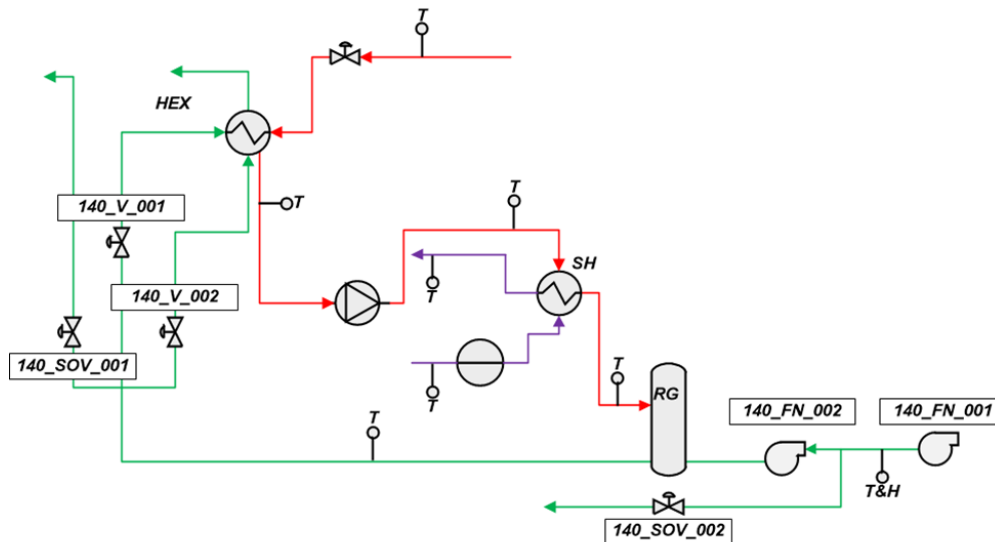 T
HEX
140_V_001
T
T
SH
140_V_002
T
140_SOV_001
T
T
RG
140_FN_002
140_FN_001
T
T&H
140_SOV_002